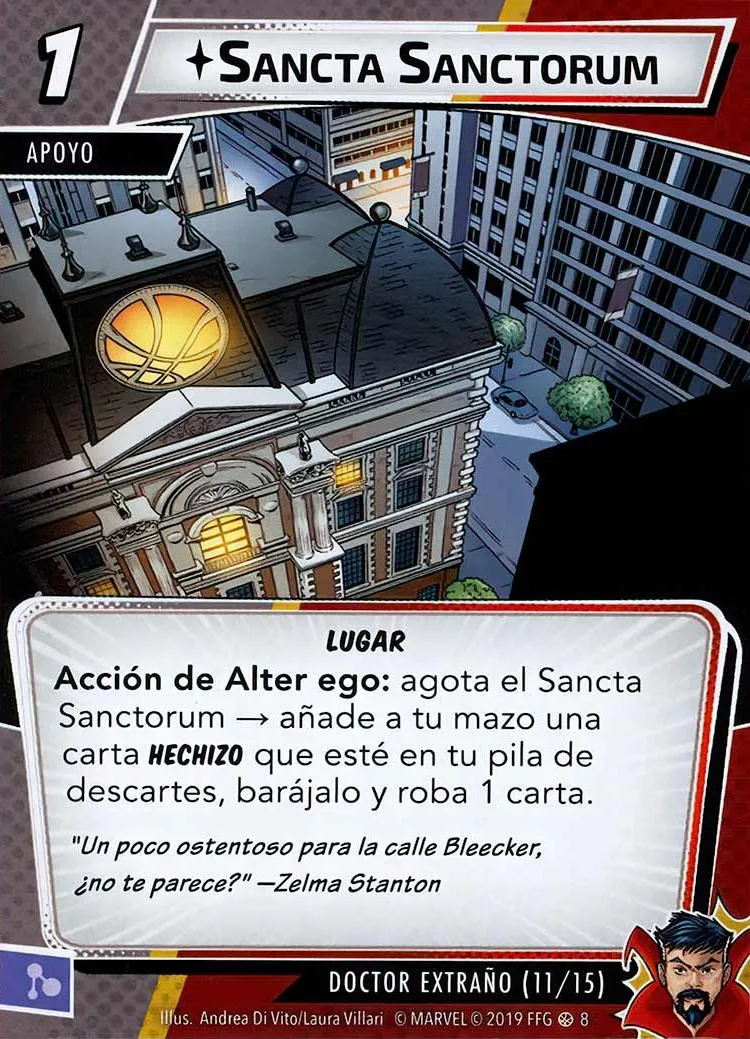 1
SANCTA SANCTORUM
APOYO
LUGAR
Acción de Alter ego: agota el Sancta
Sanctorum → añade a tu mazo una
carta HECHIZO que esté en tu pila de
descartes, barájalo y roba 1 carta.
"Un poco ostentoso para la calle Bleecker,
¿no te parece?" —Zelma Stanton
DOCTOR EXTRAÑO (11/15)
Illus. Andrea Di Vito/Laura Villari © MARVEL © 2019 FFG 8